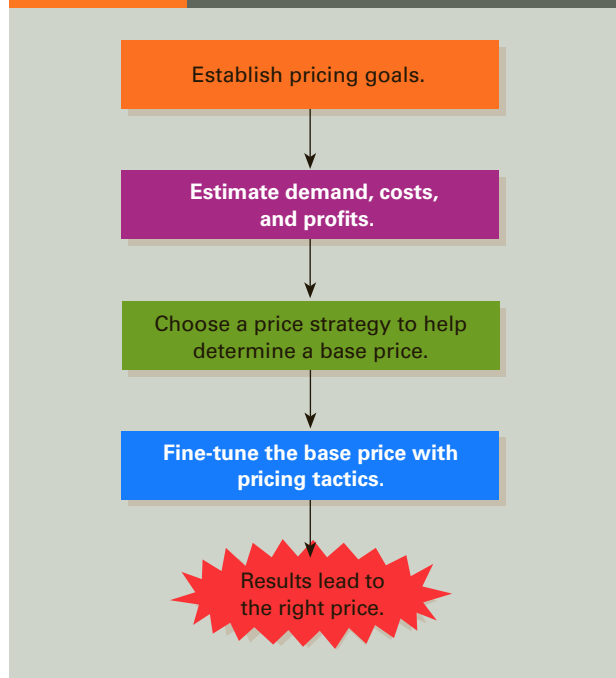 Establish pricing goals.
Estimate demand, costs,
and profits.
Choose a price strategy to help
determine a base price.
Fine-tune the base price with
pricing tactics.
Results lead to
the right price.